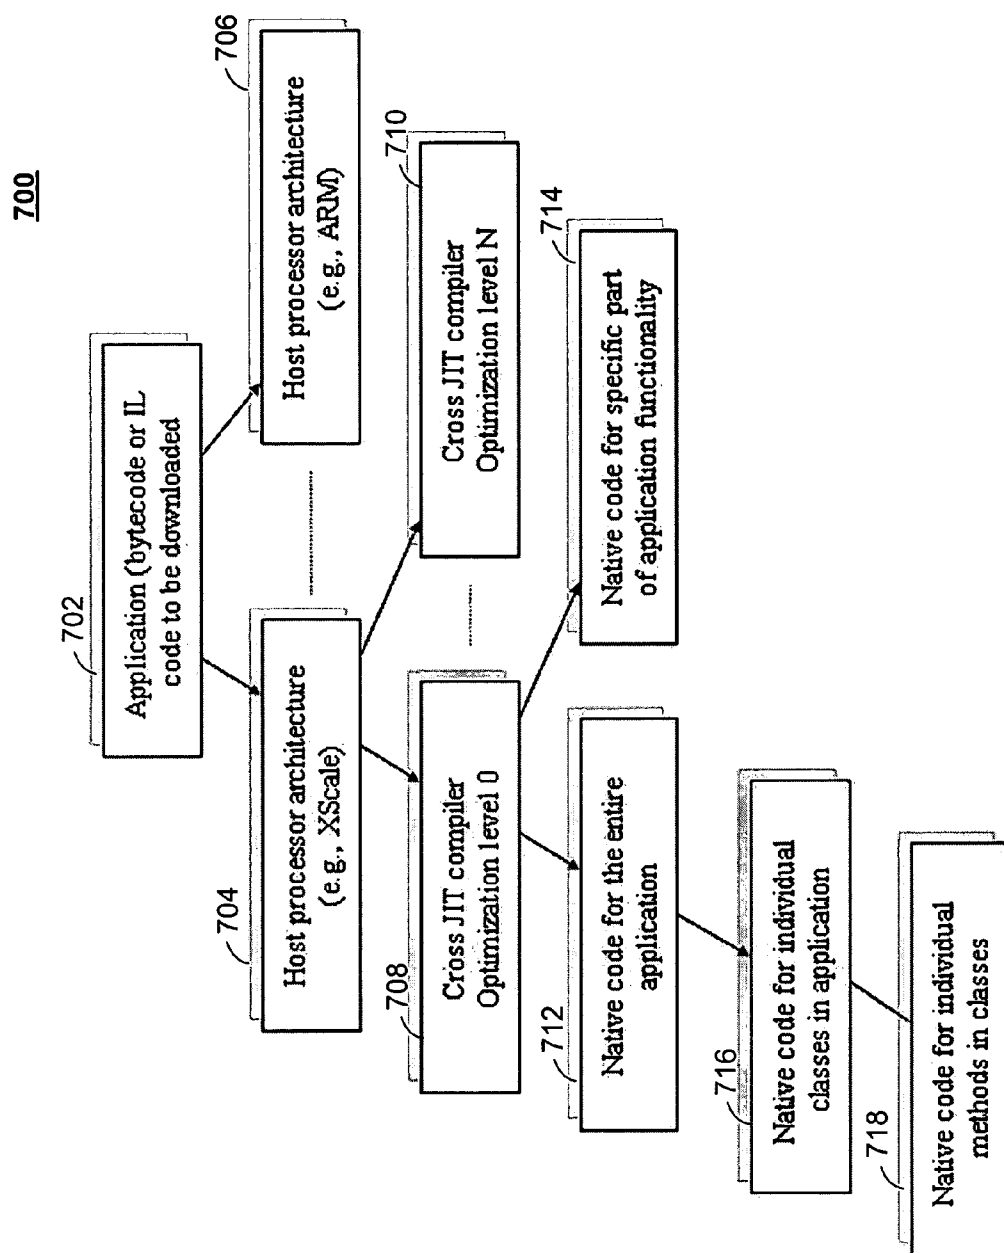 700
702
Application (bytecode or IL
code to be downloaded
704
Host processor architecture
(e.g., XScale)
706
Host processor architecture
(e.g., ARM)
708
Cross JIT compiler
Optimization level 0
710
Cross JIT compiler
Optimization level N
712
Native code for the entire
application
714
Native code for specific part
of application functionality
716
Native code for individual
classes in application
718
Native code for individual
methods in classes